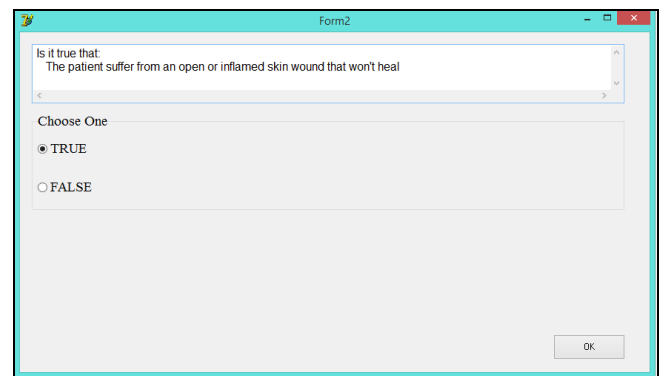 Form2
Is it true that:
The patient suffer from an open or inflamed skin wound that won't heal
Choose One
TRUE
FALSE
OK